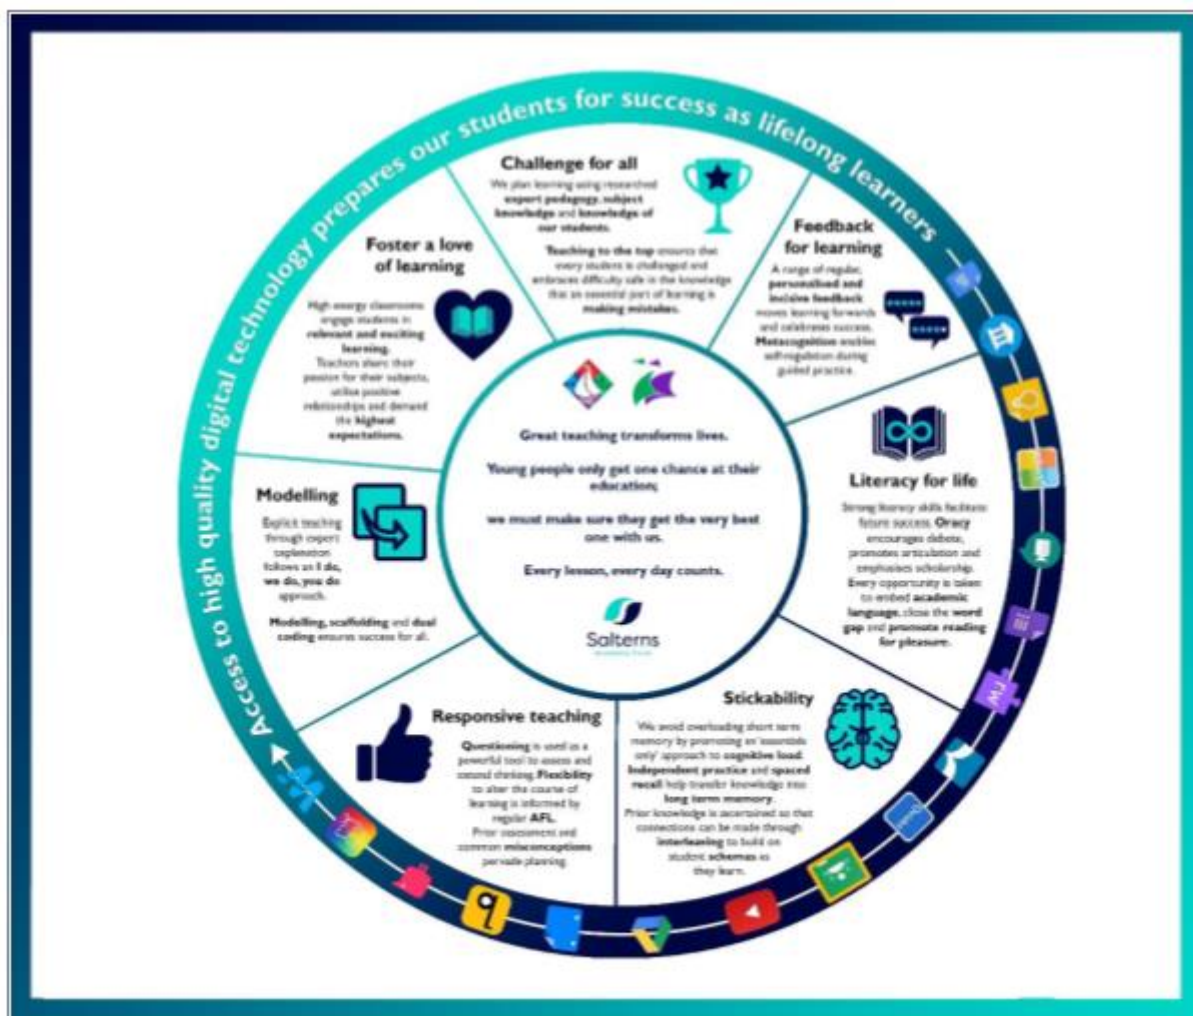 Access to high quality digital technology prepares our students for success as lifelong learners
Challenge for all
We plan learning using researched
expert pedagogy, subject
knowledge and knowledge of
our students.
Teaching to the top ensures that
every student is challenged and
embraces difficulty safe in the knowledge
that an essential part of learning is
making mistakes.
Feedback
for learning
A range of regular,
personalised and
incisive feedback
moves learning forwards
and celebrates success.
Metacognition enables
self-regulation during
guided practice.
Literacy for life
Strong literacy skills facilitate
future success. Oracy
encourages debate,
promotes articulation and
emphasises scholarship.
Every opportunity is taken
to embed academic
language, close the word
gap and promote reading
for pleasure.
Stickability
We avoid overloading short term
memory by promoting an 'essentials
only' approach to cognitive load.
Independent practice and spaced
recall help transfer knowledge into
long term memory.
Prior knowledge is ascertained so that
connections can be made through
interleaving to build on
student schemas as
they learn.
Responsive teaching
Questioning is used as a
powerful tool to assess and
extend thinking. Flexibility
to alter the course of
learning is informed by
regular AFL.
Prior assessment and
common misconceptions
pervade planning.
Modelling
Explicit teaching
through expert
explanation
follows an I do,
we do, you do
approach.
Modelling, scaffolding and dual
coding ensures success for all.
Foster a love
of learning
High energy classrooms
engage students in
relevant and exciting
learning.
Teachers share their
passion for their subjects,
utilise positive
relationships and demand
the highest
expectations.
Great teaching transforms lives.
Young people only get one chance at their
education;
we must make sure they get the very best
one with us.
Every lesson, every day counts.
Salterns
rw